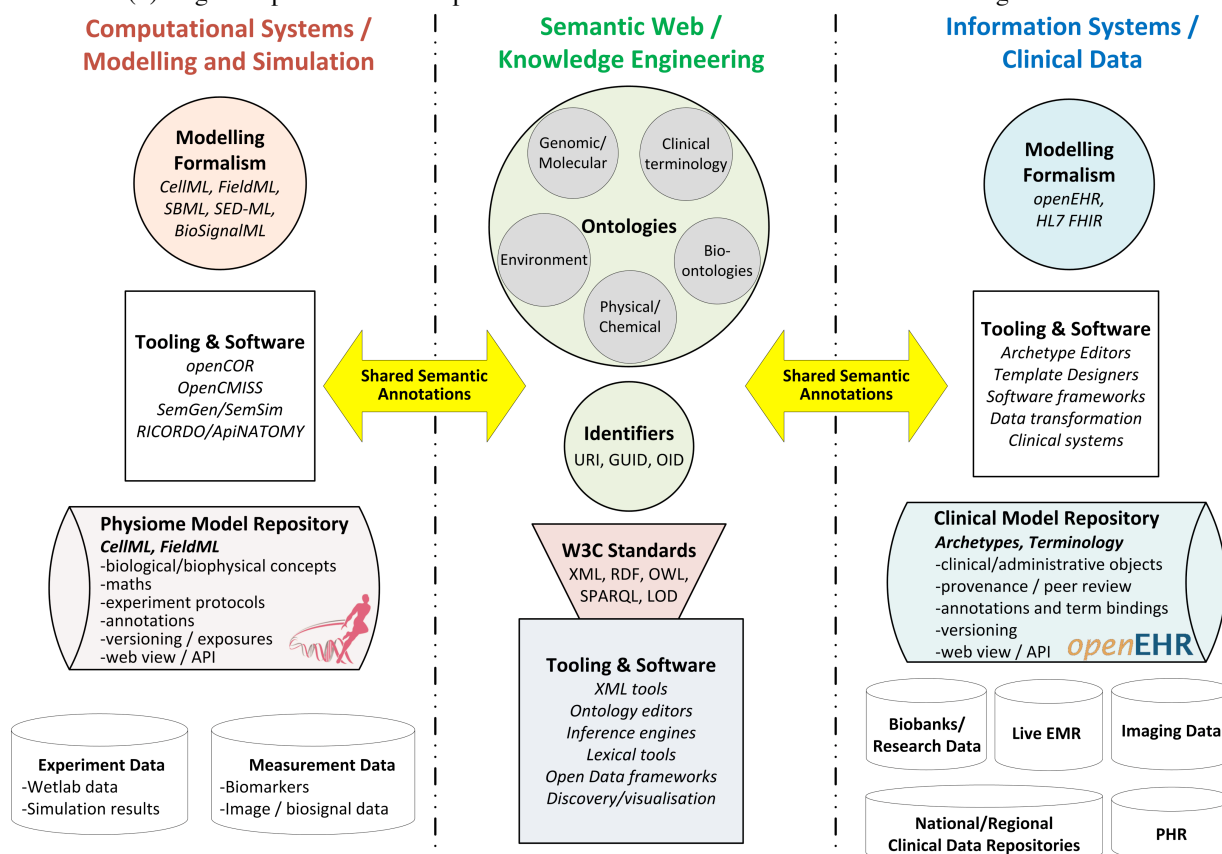 Computational Systems /
Modelling and Simulation
Modelling
Formalism
CellML, FieldML,
SBML, SED-ML,
BioSignalML
Tooling & Software
openCOR
OpenCMISS
SemGen/SemSim
RICORDO/ApiNATOMY
Physiome Model Repository
CellML, FieldML
-biological/biophysical concepts
-maths
-experiment protocols
-annotations
-versioning / exposures
-web view / API
Experiment Data
-Wetlab data
-Simulation results
Measurement Data
-Biomarkers
-Image / biosignal data
Shared Semantic
Annotations
Semantic Web /
Knowledge Engineering
Genomic/
Molecular
Clinical
terminology
Ontologies
Environment
Bio-
ontologies
Physical/
Chemical
Identifiers
URI, GUID, OID
W3C Standards
XML, RDF, OWL,
SPARQL, LOD
Tooling & Software
XML tools
Ontology editors
Inference engines
Lexical tools
Open Data frameworks
Discovery/visualisation
Shared Semantic
Annotations
Information Systems /
Clinical Data
Modelling
Formalism
openEHR,
HL7 FHIR
Tooling & Software
Archetype Editors
Template Designers
Software frameworks
Data transformation
Clinical systems
Clinical Model Repository
Archetypes, Terminology
-clinical/administrative objects
-provenance / peer review
-annotations and term bindings
-versioning
-web view / API
openEHR
Biobanks/
Research Data
Live EMR
Imaging Data
National/Regional
Clinical Data Repositories
PHR